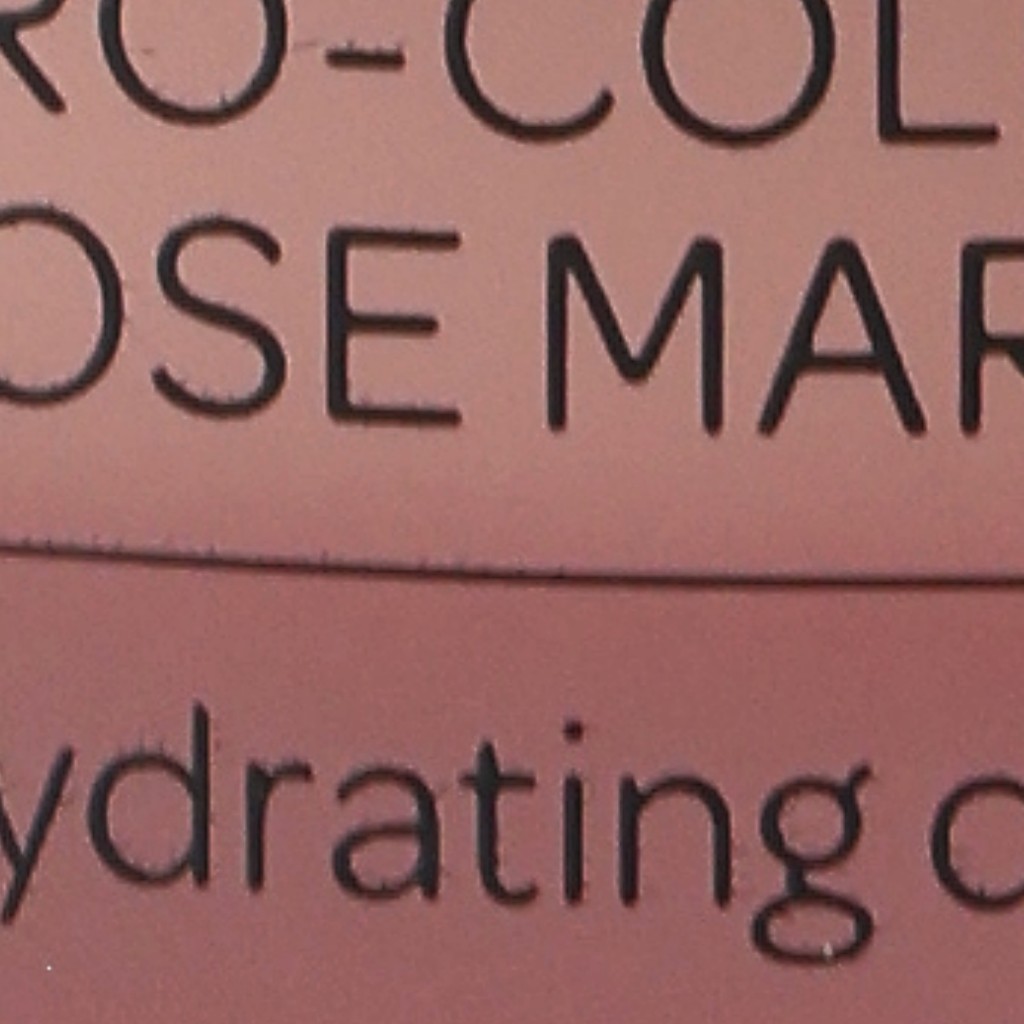 RO-COL
OSE MAR
ydrating o